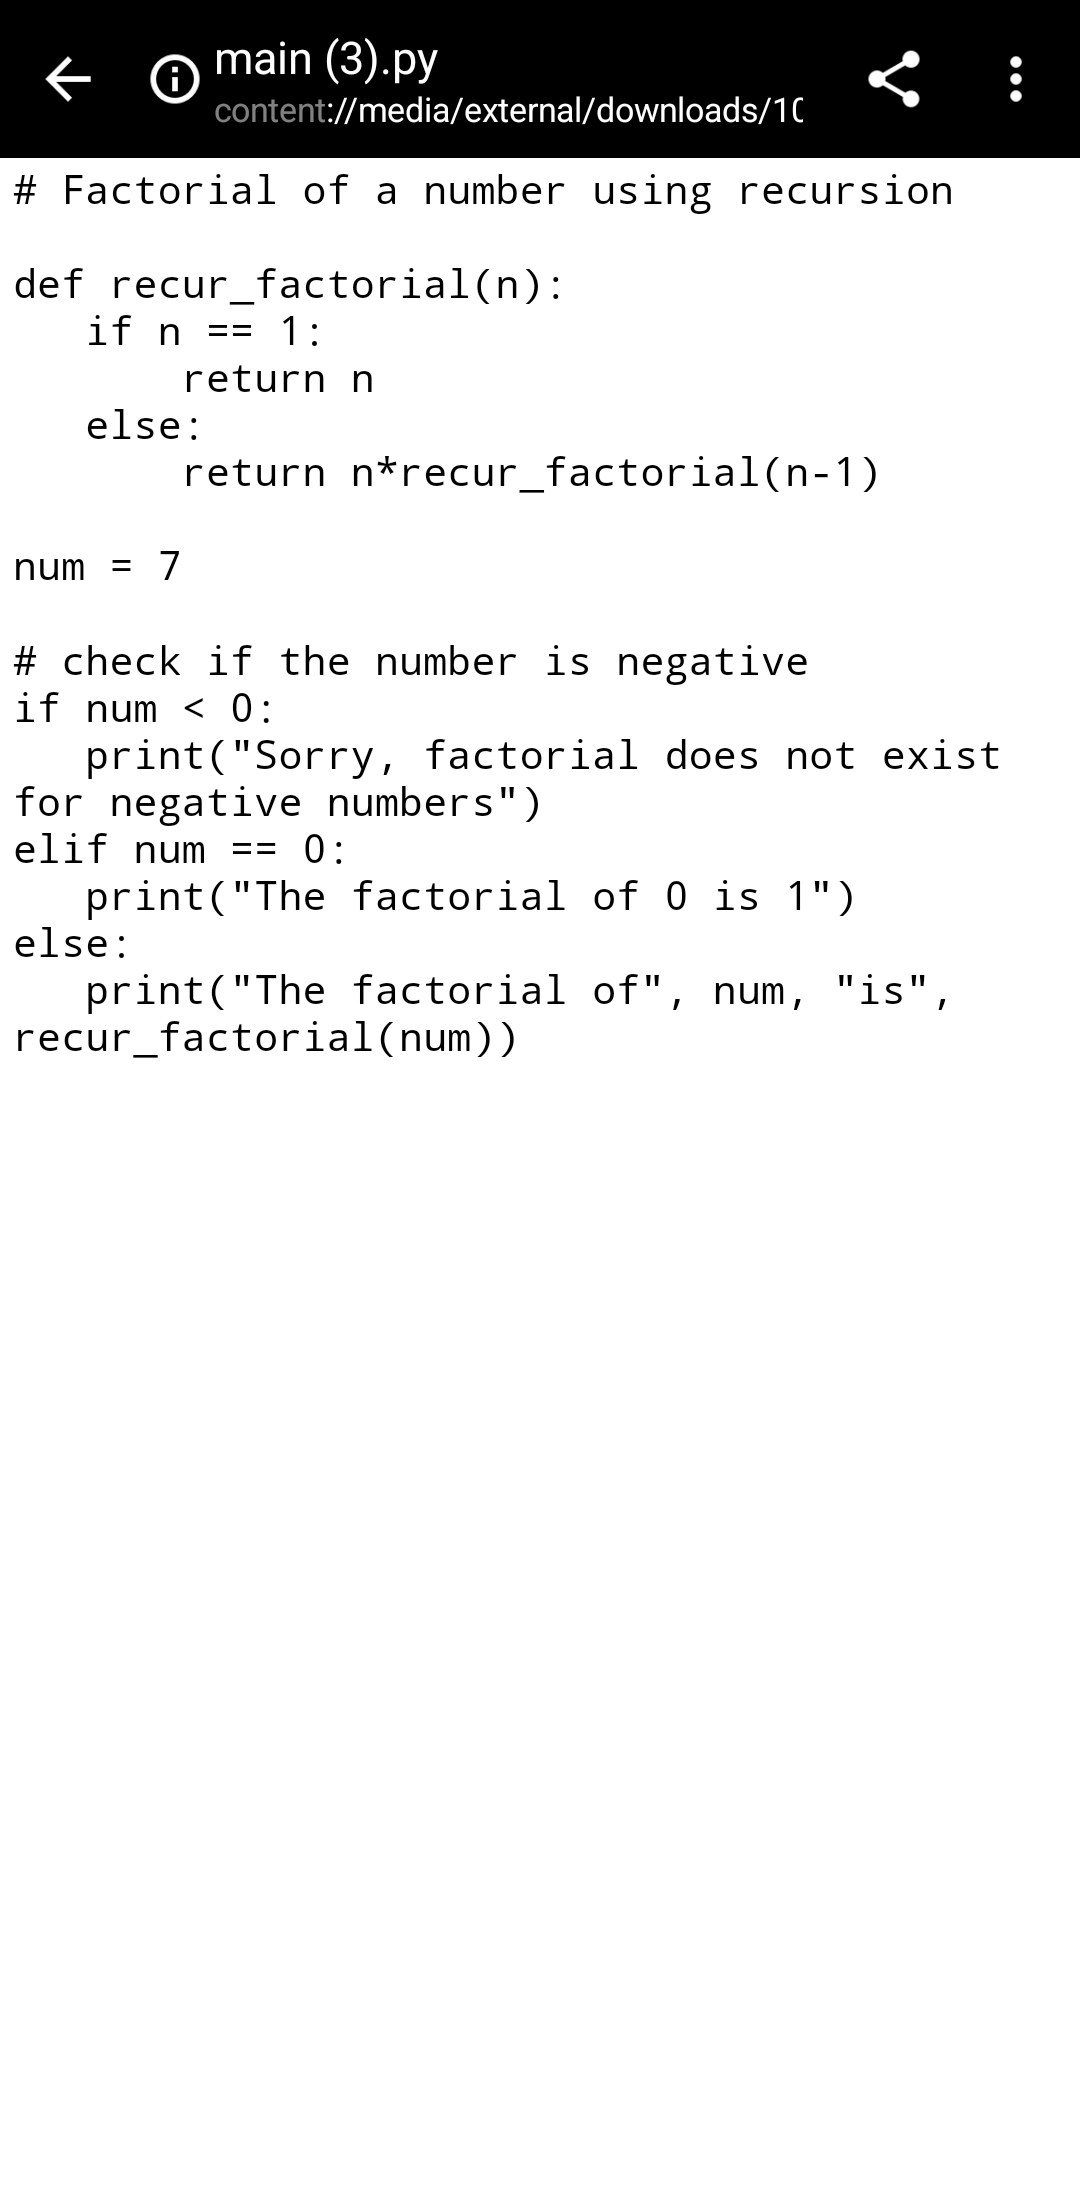 main (3).py
content://media/external/downloads/10
# Factorial of a number using recursion

def recur_factorial(n):
   if n == 1:
       return n
   else:
       return n*recur_factorial(n-1)

num = 7

# check if the number is negative
if num < 0:
   print("Sorry, factorial does not exist
for negative numbers")
elif num == 0:
   print("The factorial of 0 is 1")
else:
   print("The factorial of", num, "is",
recur_factorial(num))